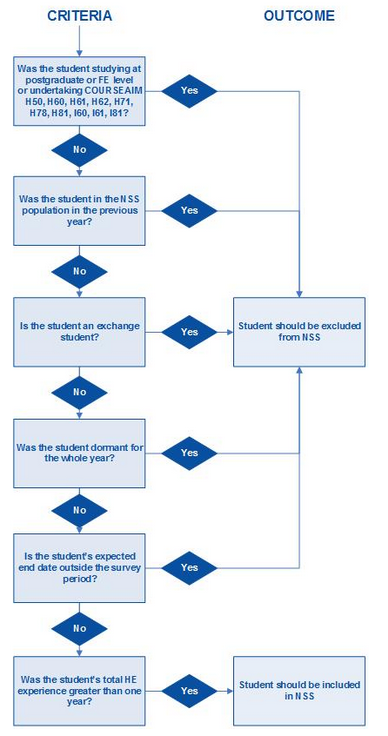 CRITERIA
OUTCOME
Was the student studying at
postgraduate or FE level
or undertaking COURSEAIM
H50, H60, H61, H62, H71,
H78, H81, I60, I61, I81?
Yes
No
Was the student in the NSS
population in the previous
year?
Yes
No
Is the student an exchange
student?
Yes
Student should be excluded
from NSS
No
Was the student dormant for
the whole year?
Yes
No
Is the student's expected
end date outside the survey
period?
Yes
No
Was the student's total HE
experience greater than one
year?
Yes
Student should be included
in NSS